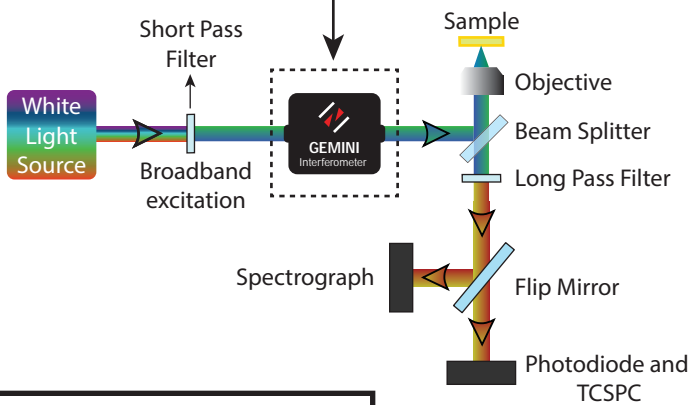 Short Pass
Filter
Sample
Objective
White
Light
Source
GEMINI
Interferometer
Beam Splitter
Broadband
excitation
Long Pass Filter
Spectrograph
Flip Mirror
Photodiode and
TCSPC